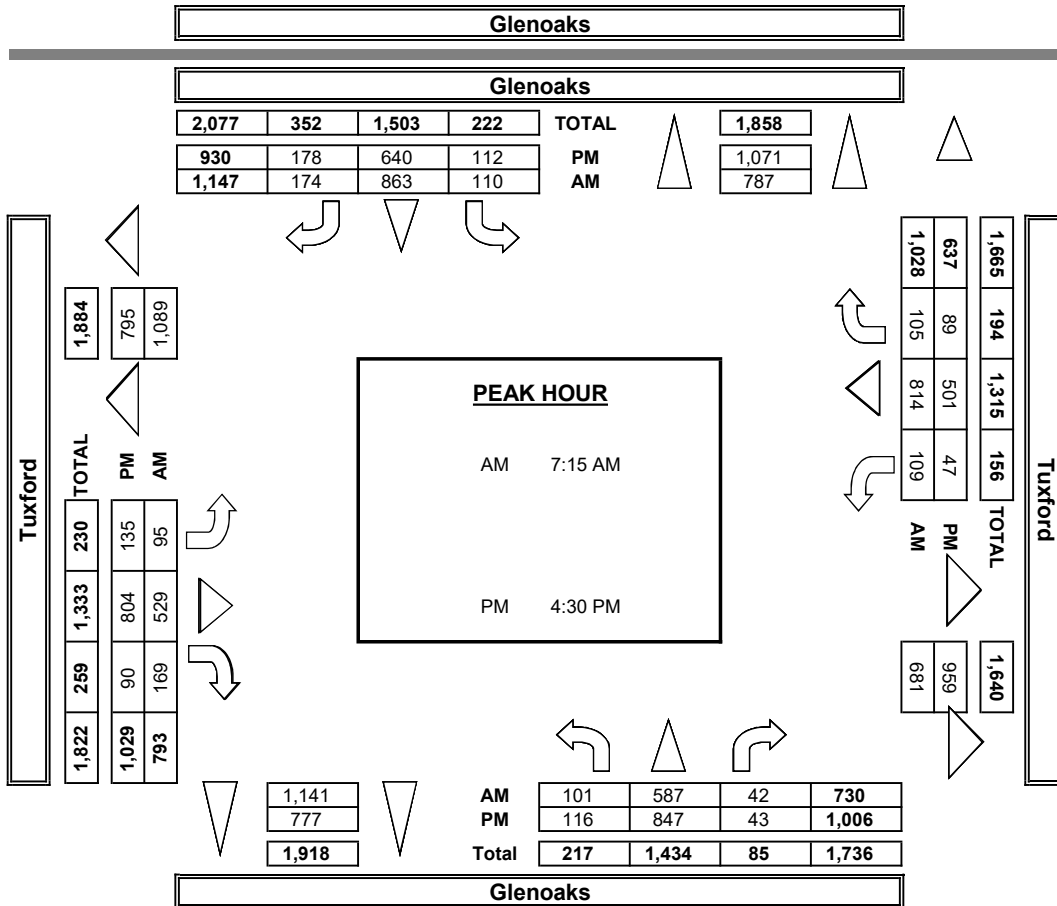 Glenoaks
Glenoaks
2,077 352 1,503 222 TOTAL 1,858
930 178 640 112 PM 1,071
1,147 174 863 110 AM 787
Tuxford
1,884
795
1,089
TOTAL 230 1,333 259 1,822
PM 135 804 90 1,029
AM 95 529 169 793
PEAK HOUR
AM 7:15 AM
PM 4:30 PM
1,665 194 1,315 156 TOTAL
637 89 501 47 PM
1,028 105 814 109 AM
1,640
959
681
Tuxford
1,141 AM 101 587 42 730
777 PM 116 847 43 1,006
1,918 Total 217 1,434 85 1,736
Glenoaks